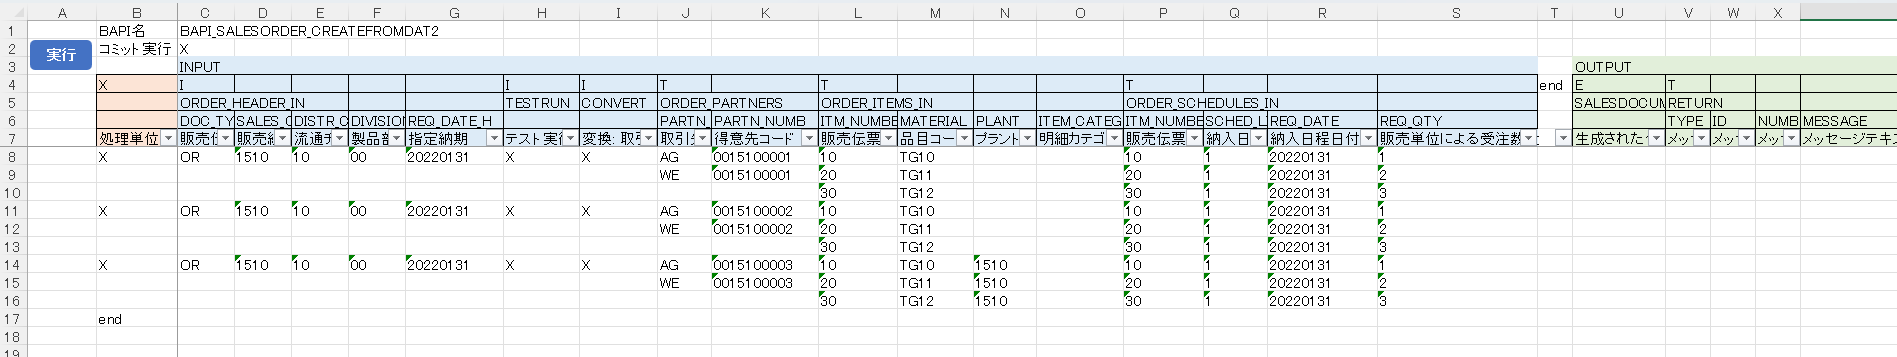 A B C D E F G H I J K L M N O P Q R S T U V W X
1 BAPI名 BAPI_SALESORDER_CREATEFROMDAT2
実行
2 コミット実行 X
3 INPUT OUTPUT
4 X I I I T T T end E T
5 ORDER_HEADER_IN TESTRUN CONVERT ORDER_PARTNERS ORDER_ITEMS_IN ORDER_SCHEDULES_IN SALESDOCUM RETURN
6 DOC_TY SALES_O DISTR_C DIVISION REQ_DATE_H PARTN_ PARTN_NUMB ITM_NUMBE MATERIAL PLANT ITEM_CATEG ITM_NUMBE SCHED_L REQ_DATE REQ_QTY TYPE ID NUMB MESSAGE
7 処理単位 販売伝 販売組 流通チ 製品部 指定納期 テスト実行 変換: 取引 取引先 得意先コード 販売伝票 品目コー プラント 明細カテゴ 販売伝票 納入日 納入日程日付 販売単位による受注数 生成された メッ メッ メッ メッセージテキス
8 X OR 1510 10 00 20220131 X X AG 0015100001 10 TG10 10 1 20220131 1
9 WE 0015100001 20 TG11 20 1 20220131 2
10 30 TG12 30 1 20220131 3
11 X OR 1510 10 00 20220131 X X AG 0015100002 10 TG10 10 1 20220131 1
12 WE 0015100002 20 TG11 20 1 20220131 2
13 30 TG12 30 1 20220131 3
14 X OR 1510 10 00 20220131 X X AG 0015100003 10 TG10 1510 10 1 20220131 1
15 WE 0015100003 20 TG11 1510 20 1 20220131 2
16 30 TG12 1510 30 1 20220131 3
17 end
18
19